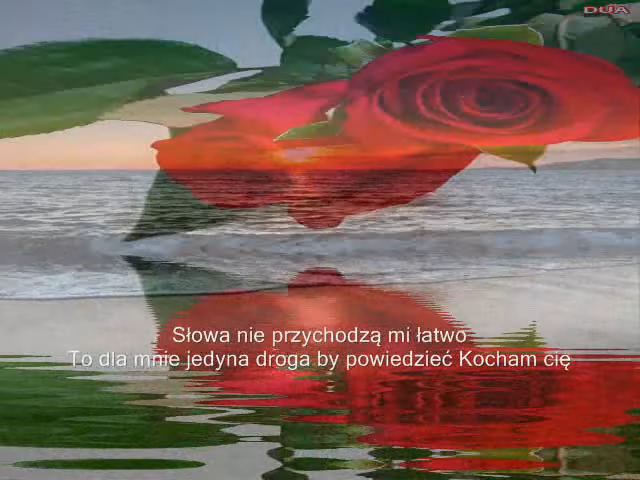 DUA
Słowa nie przychodzą mi łatwo
To dla mnie jedyna droga by powiedzieć Kocham cię